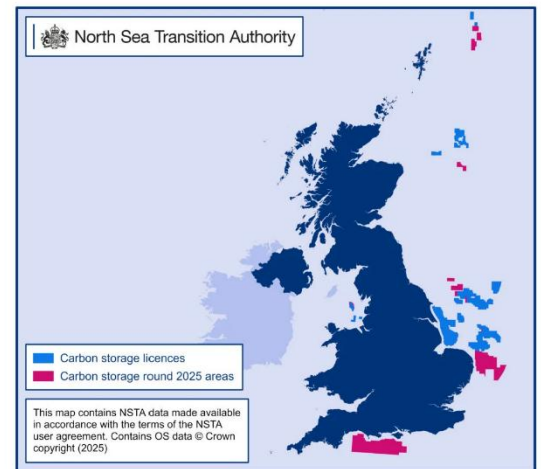 North Sea Transition Authority
Carbon storage licences
Carbon storage round 2025 areas
This map contains NSTA data made available
in accordance with the terms of the NSTA
user agreement. Contains OS data © Crown
copyright (2025)